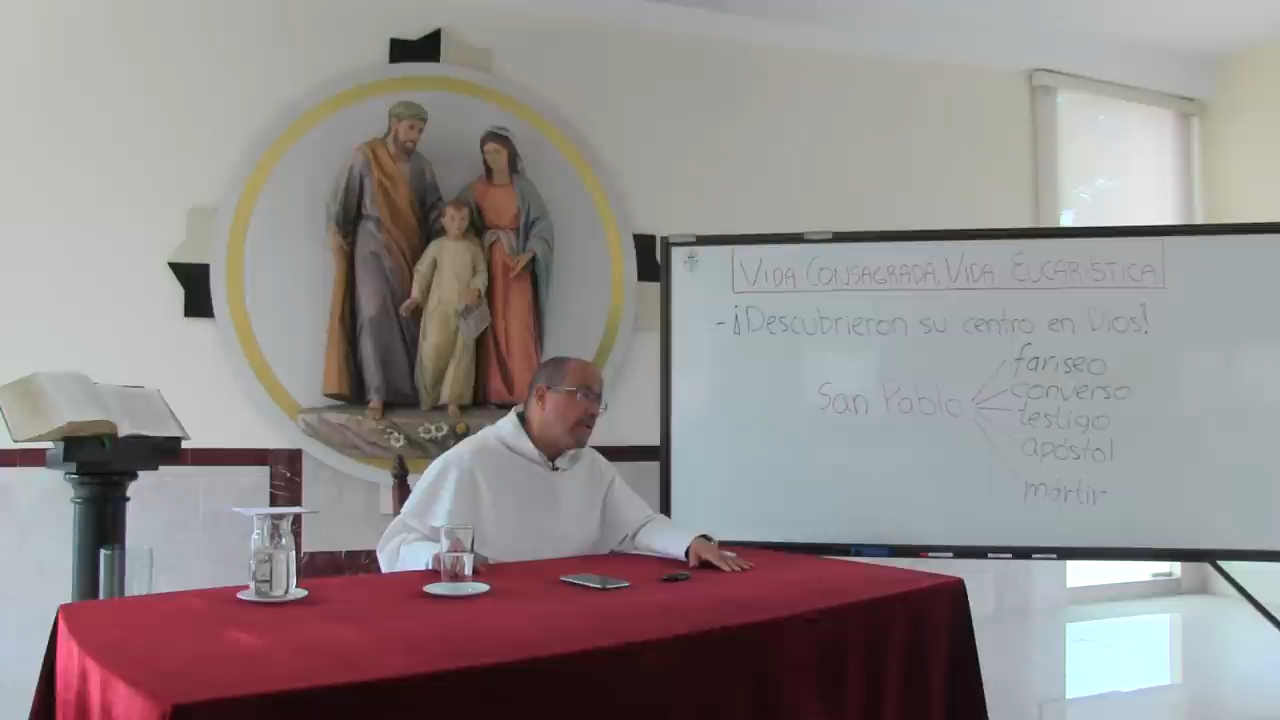 VIDA CONSAGRADA, VIDA EUCARÍSTICA
- ¡Descubrieron su centro en Dios!
San Pablo
fariseo
converso
testigo
apóstol
mártir